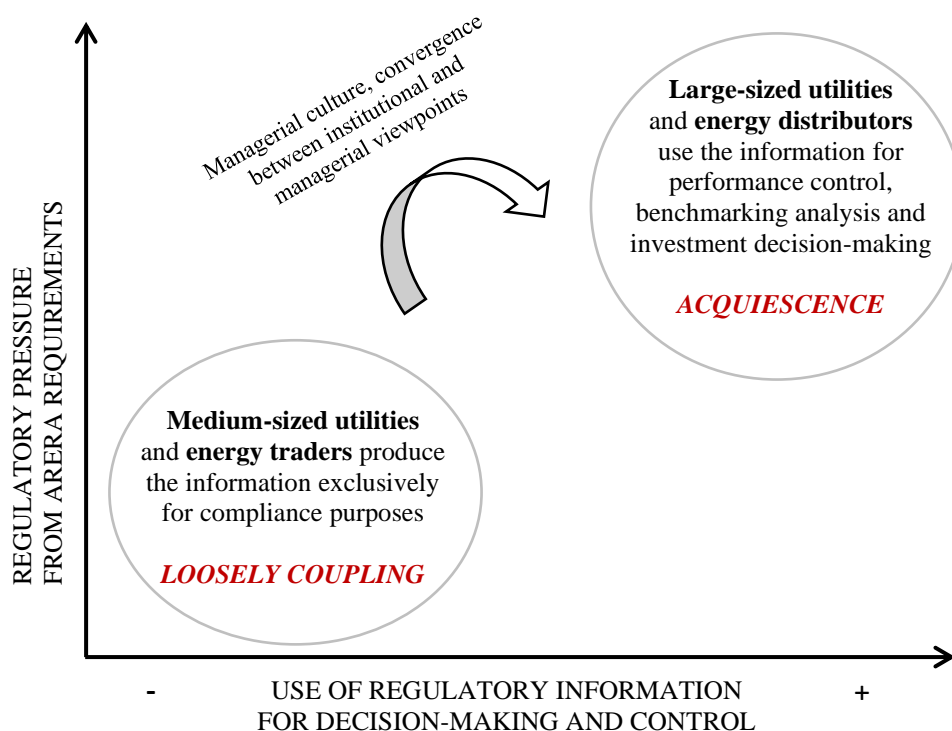 Managerial culture, convergence
between institutional and
managerial viewpoints
Large-sized utilities
and energy distributors
use the information for
performance control,
benchmarking analysis and
investment decision-making
ACQUIESCENCE
REGULATORY PRESSURE
FROM ARERA REQUIREMENTS
Medium-sized utilities
and energy traders produce
the information exclusively
for compliance purposes
LOOSELY COUPLING
- USE OF REGULATORY INFORMATION +
FOR DECISION-MAKING AND CONTROL